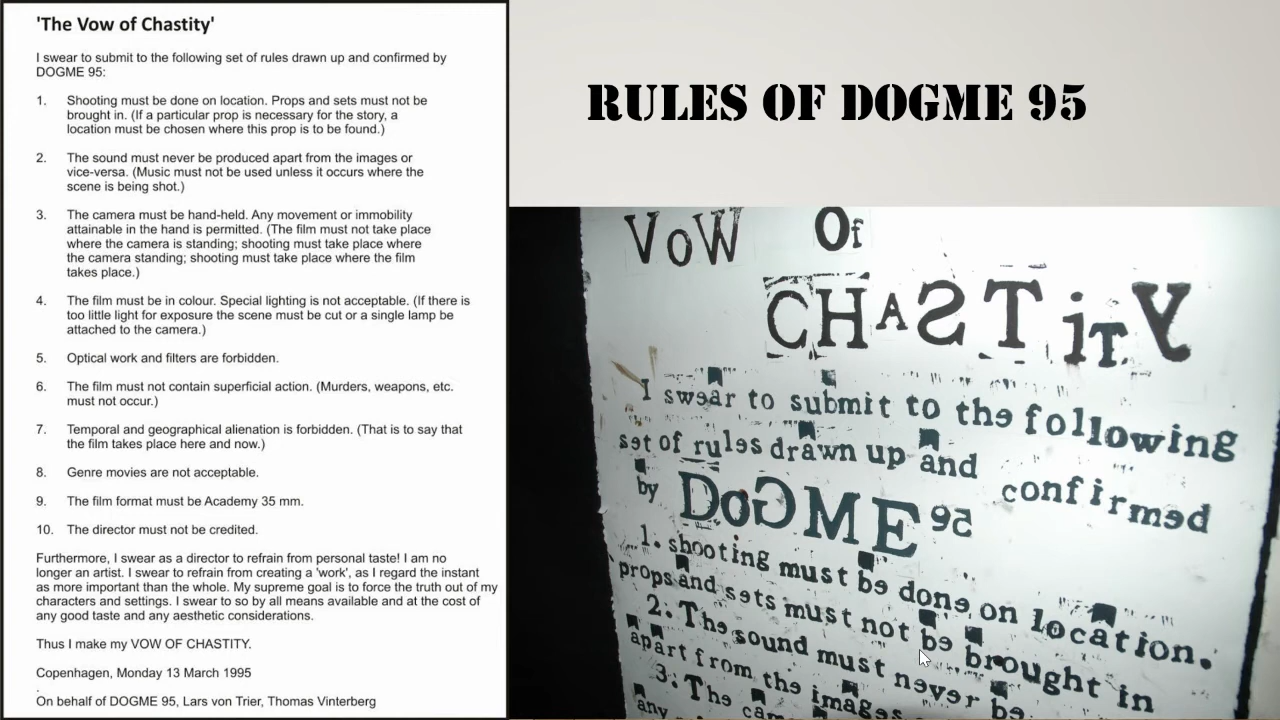 'The Vow of Chastity'
I swear to submit to the following set of rules drawn up and confirmed by
DOGME 95:
1. Shooting must be done on location. Props and sets must not be
brought in. (If a particular prop is necessary for the story, a
location must be chosen where this prop is to be found.)
2. The sound must never be produced apart from the images or
vice-versa. (Music must not be used unless it occurs where the
scene is being shot.)
3. The camera must be hand-held. Any movement or immobility
attainable in the hand is permitted. (The film must not take place
where the camera is standing; shooting must take place where
the camera standing; shooting must take place where the film
takes place.)
4. The film must be in colour. Special lighting is not acceptable. (If there is
too little light for exposure the scene must be cut or a single lamp be
attached to the camera.)
5. Optical work and filters are forbidden.
6. The film must not contain superficial action. (Murders, weapons, etc.
must not occur.)
7. Temporal and geographical alienation is forbidden. (That is to say that
the film takes place here and now.)
8. Genre movies are not acceptable.
9. The film format must be Academy 35 mm.
10. The director must not be credited.
Furthermore, I swear as a director to refrain from personal taste! I am no
longer an artist. I swear to refrain from creating a 'work', as I regard the instant
as more important than the whole. My supreme goal is to force the truth out of my
characters and settings. I swear to so by all means available and at the cost of
any good taste and any aesthetic considerations.
Thus I make my VOW OF CHASTITY.
Copenhagen, Monday 13 March 1995
.
On behalf of DOGME 95, Lars von Trier, Thomas Vinterberg
RULES OF DOGME 95
VoW Of
CHASTiTY
I swear to submit to the following
set of rules drawn up and confirmed
by DoGME 95
1. shooting must be done on location.
props and sets must not be brought in
2. The sound must never be
apart from the images
3. The
any